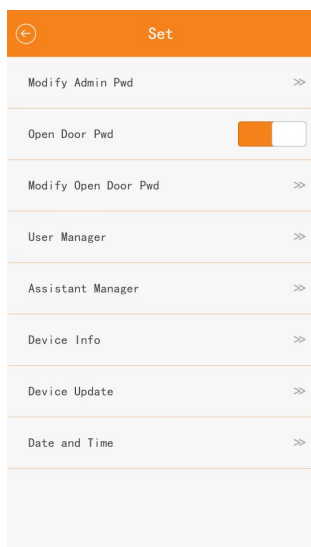 Set
Modify Admin Pwd
Open Door Pwd
Modify Open Door Pwd
User Manager
Assistant Manager
Device Info
Device Update
Date and Time